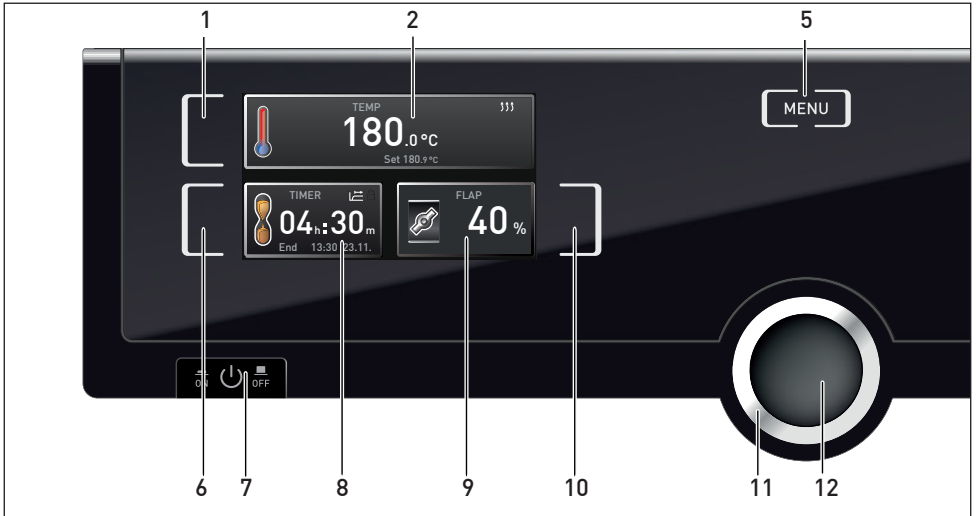 1 2 5
TEMP
180.0°C
Set 180.9°C
MENU
TIMER
04h:30m
End 13:30 23.11.
FLAP
40 %
ON OFF
6 7 8 9 10 11 12